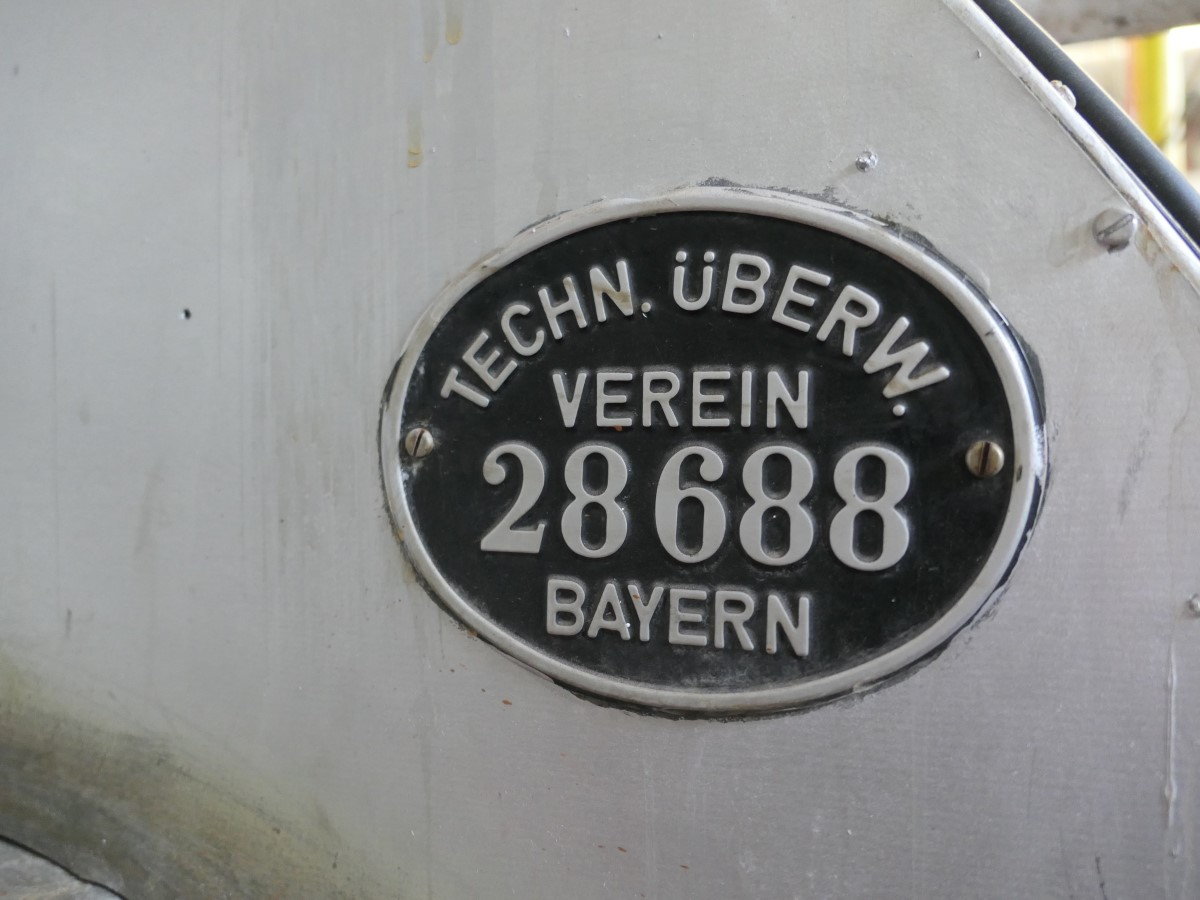 TECHN. ÜBERW.
VEREIN
28688
BAYERN